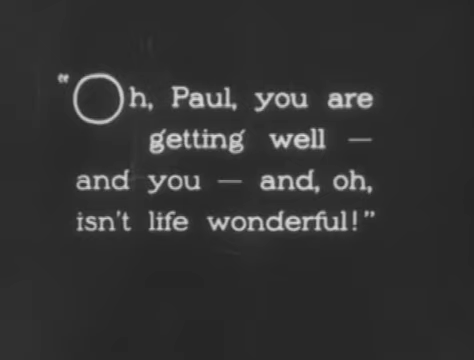 "Oh, Paul, you are
getting well —
and you — and, oh,
isn't life wonderful!"